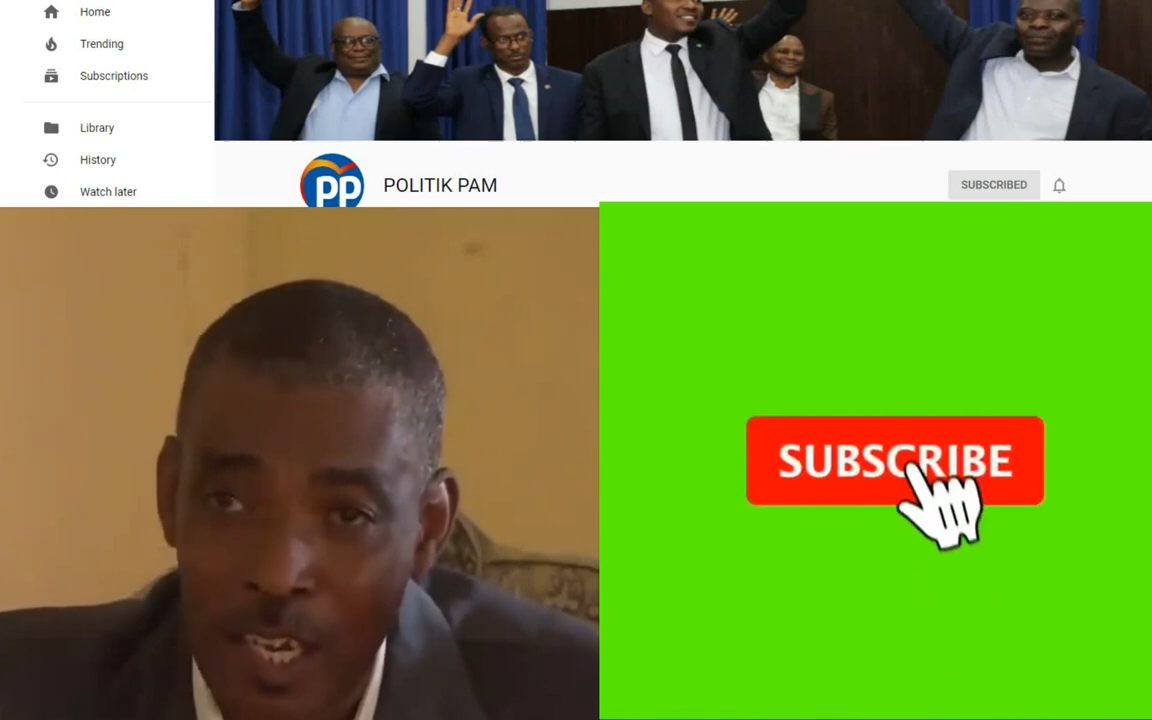 Home
Trending
Subscriptions
Library
History
Watch later
pp
POLITIK PAM
SUBSCRIBED
SUBSCRIBE